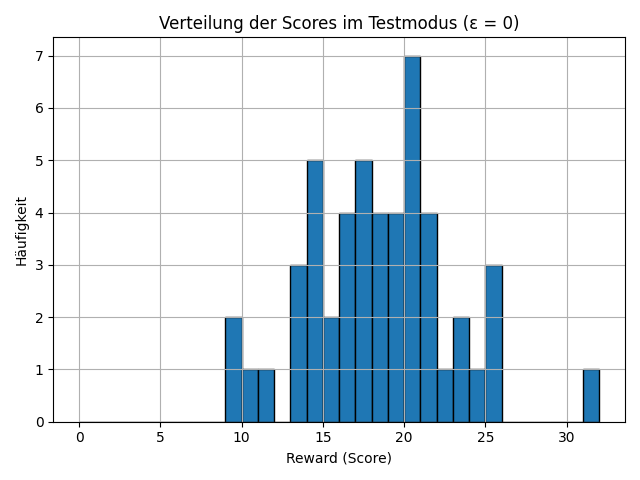 Verteilung der Scores im Testmodus (ε = 0)
Häufigkeit
7
6
5
4
3
2
1
0
0 5 10 15 20 25 30
Reward (Score)